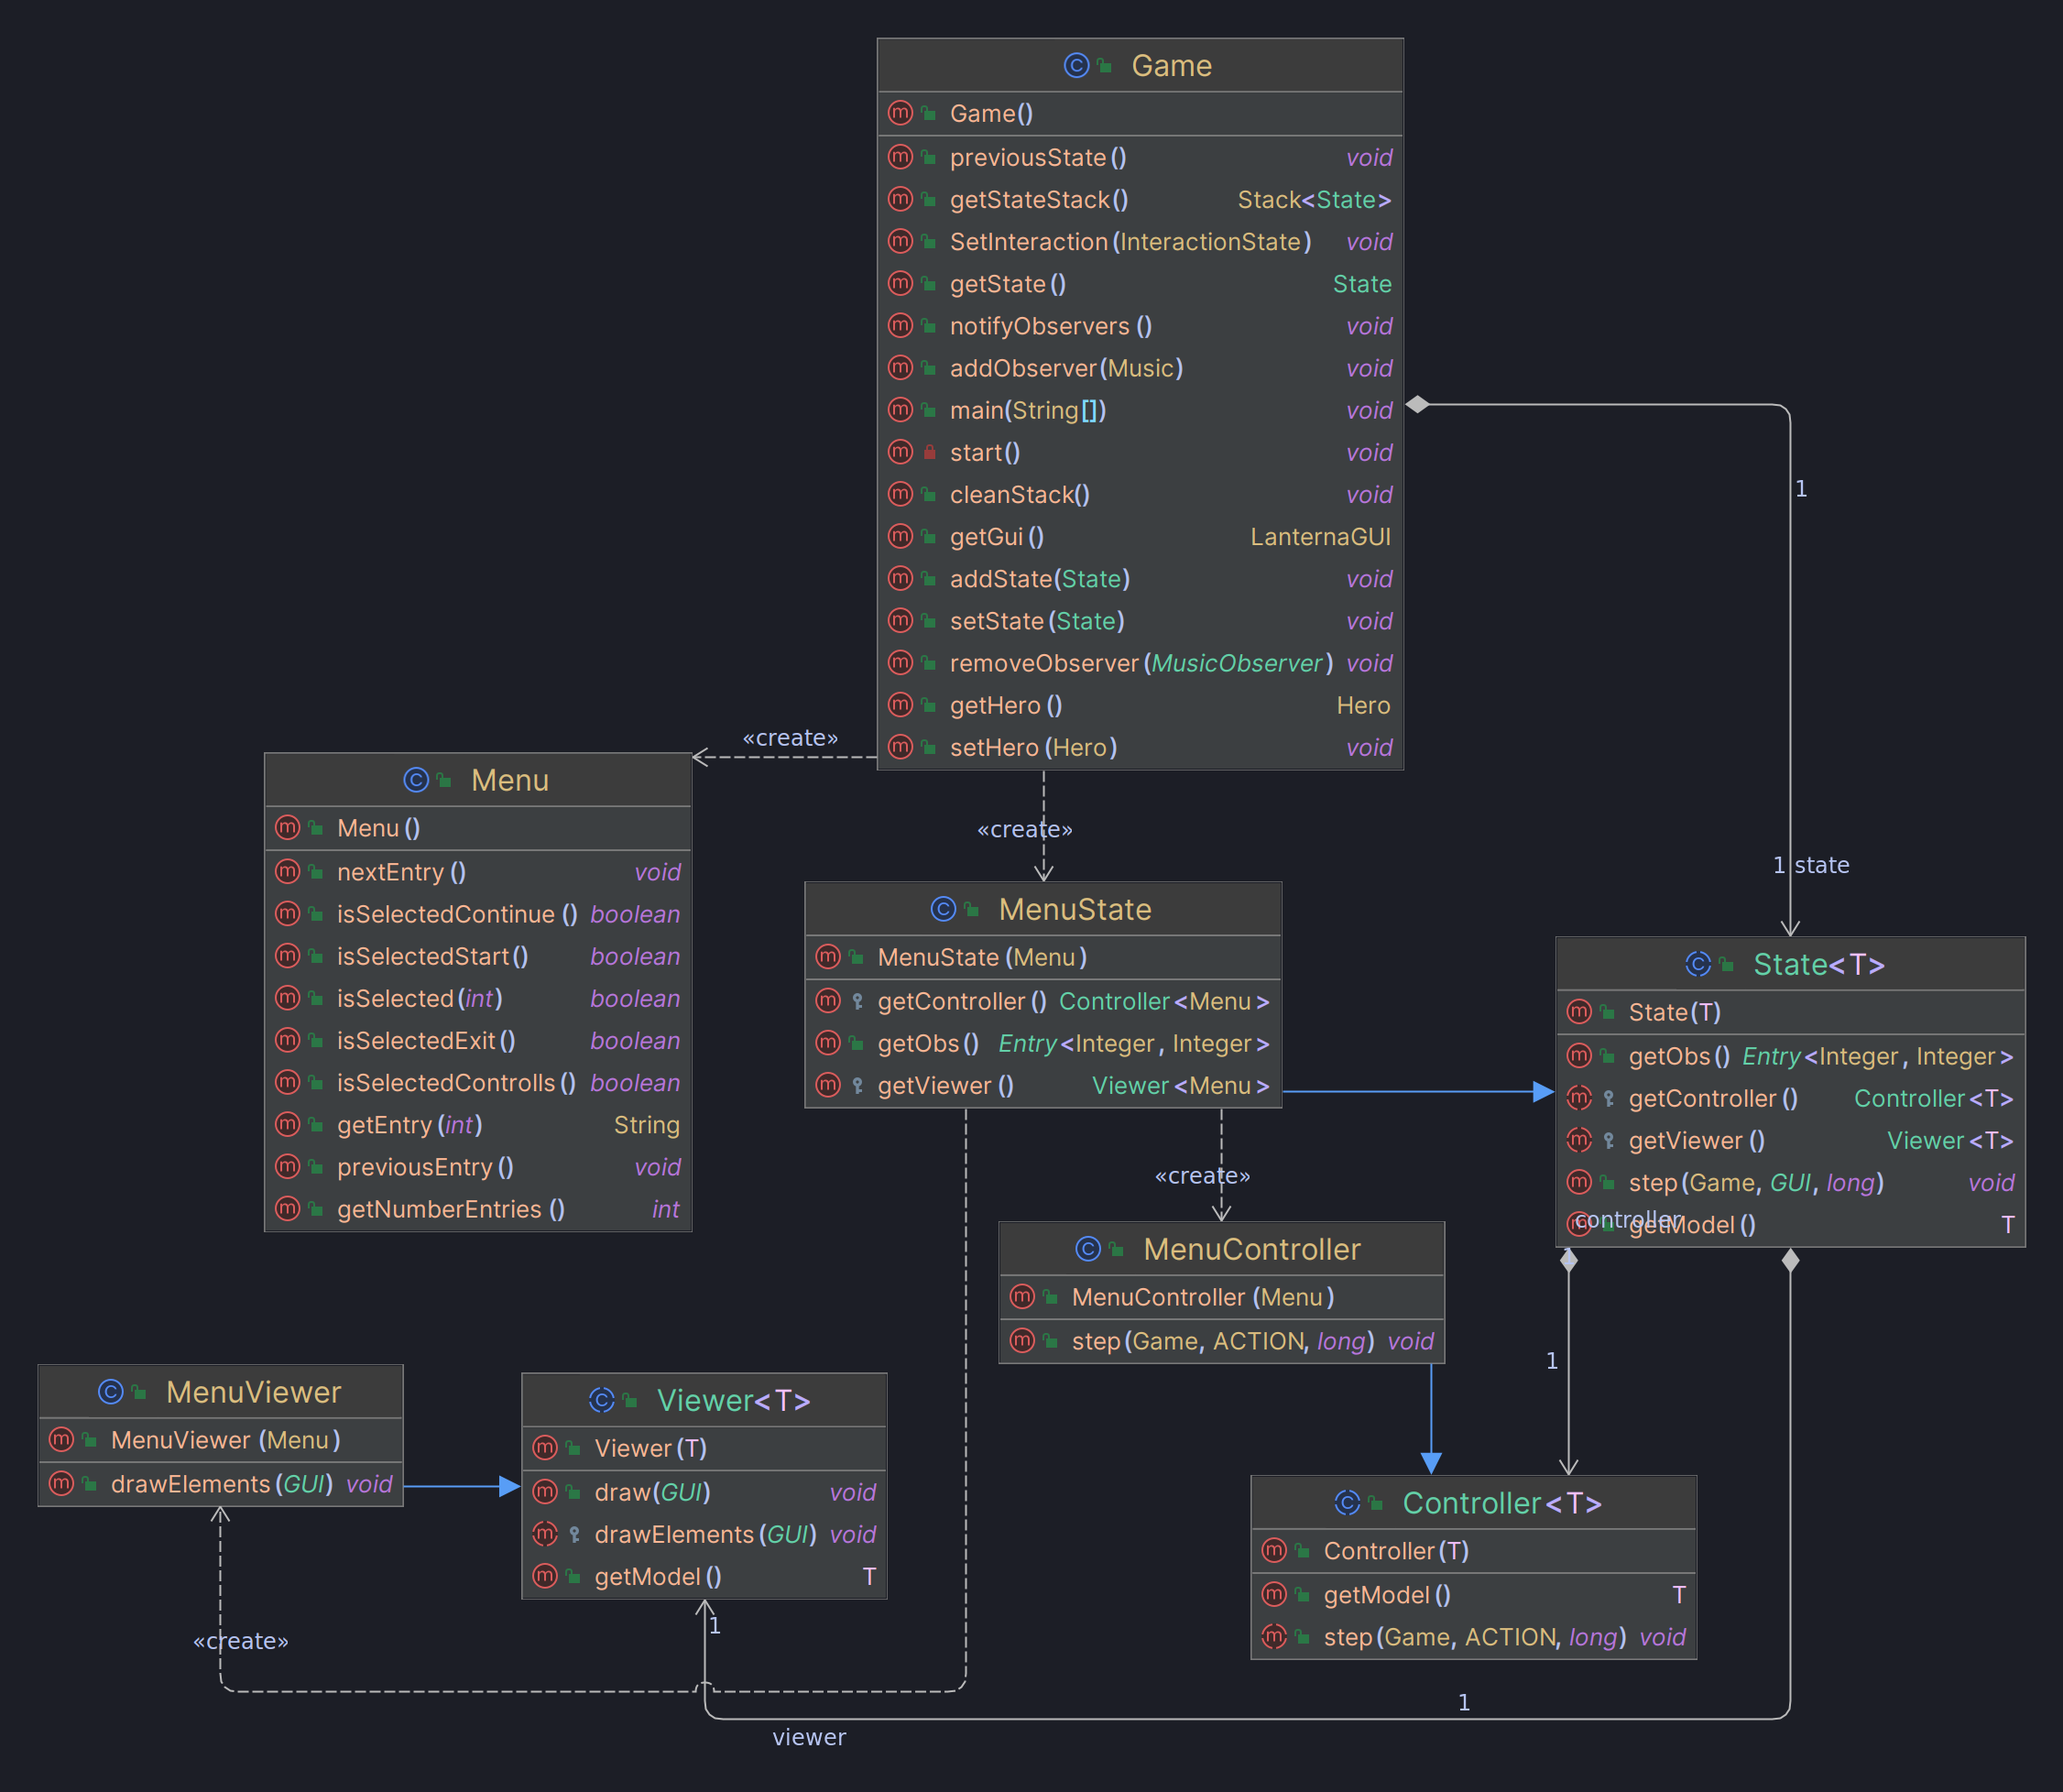 Game
Game()
previousState() void
getStateStack() Stack<State>
SetInteraction(InteractionState) void
getState() State
notifyObservers() void
addObserver(Music) void
main(String[]) void
start() void
cleanStack() void
getGui() LanternaGUI
addState(State) void
setState(State) void
removeObserver(MusicObserver) void
getHero() Hero
setHero(Hero) void
1
1 state
«create»
«create»
Menu
Menu()
nextEntry() void
isSelectedContinue() boolean
isSelectedStart() boolean
isSelected(int) boolean
isSelectedExit() boolean
isSelectedControlls() boolean
getEntry(int) String
previousEntry() void
getNumberEntries() int
MenuState
MenuState(Menu)
getController() Controller<Menu>
getObs() Entry<Integer, Integer>
getViewer() Viewer<Menu>
State<T>
State(T)
getObs() Entry<Integer, Integer>
getController() Controller<T>
getViewer() Viewer<T>
step(Game, GUI, long) void
getModel() T
controller
1
«create»
MenuController
MenuController(Menu)
step(Game, ACTION, long) void
1
MenuViewer
MenuViewer(Menu)
drawElements(GUI) void
Viewer<T>
Viewer(T)
draw(GUI) void
drawElements(GUI) void
getModel() T
Controller<T>
Controller(T)
getModel() T
step(Game, ACTION, long) void
«create»
1
1
viewer